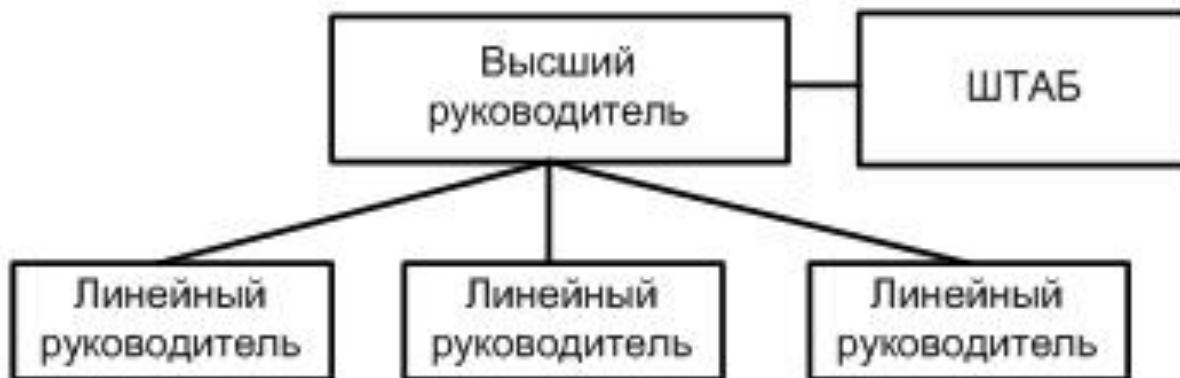 Высший
руководитель
ШТАБ
Линейный
руководитель
Линейный
руководитель
Линейный
руководитель